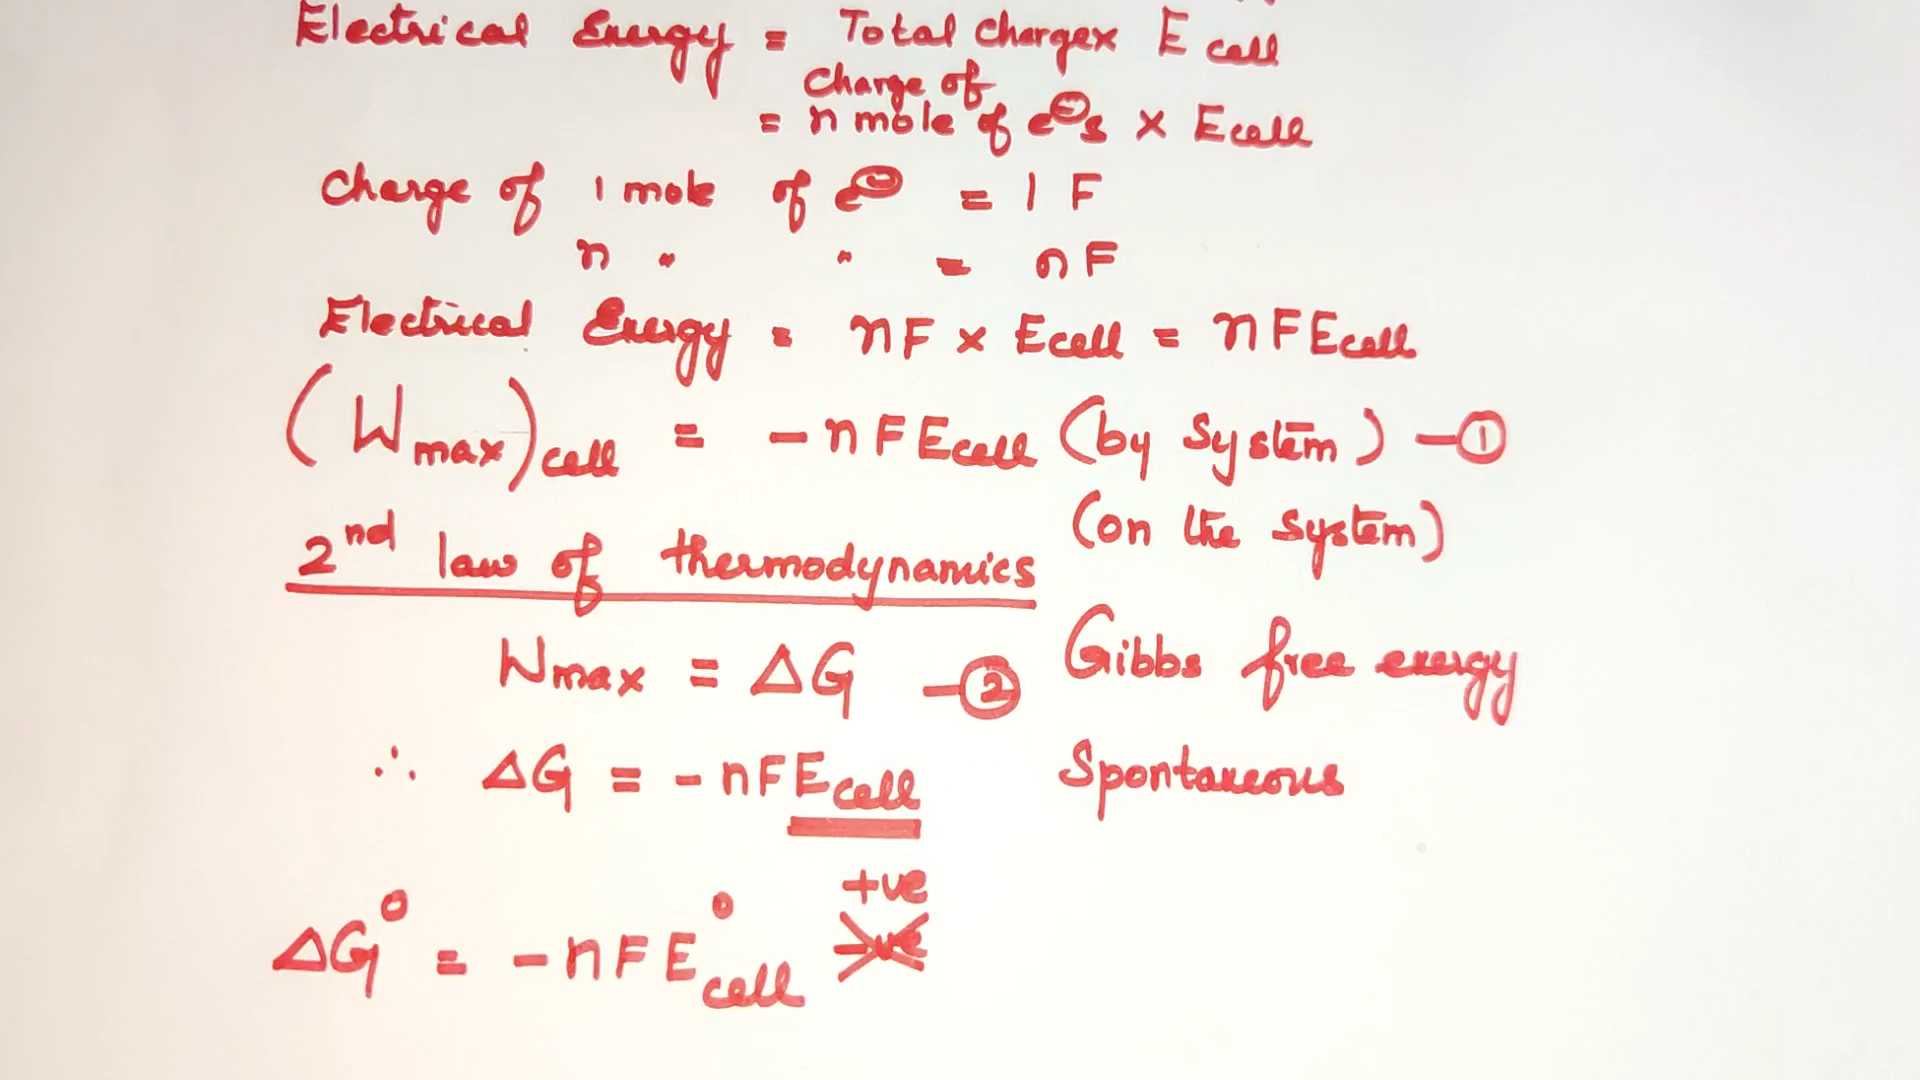 Electrical Energy = Total charge x E cell
Charge of
= n mole of e⊖s x Ecell
Charge of 1 mole of e⊖ = 1 F
n " " = nF
Electrical Energy = nF x Ecell = nFEcell
(Wmax)cell = - nFEcell (by System) -①
(on the system)
2nd law of thermodynamics
Wmax = ΔG -② Gibbs free energy
∴ ΔG = - nFEcell Spontaneous
+ve
-ve
ΔG° = - nFE°cell